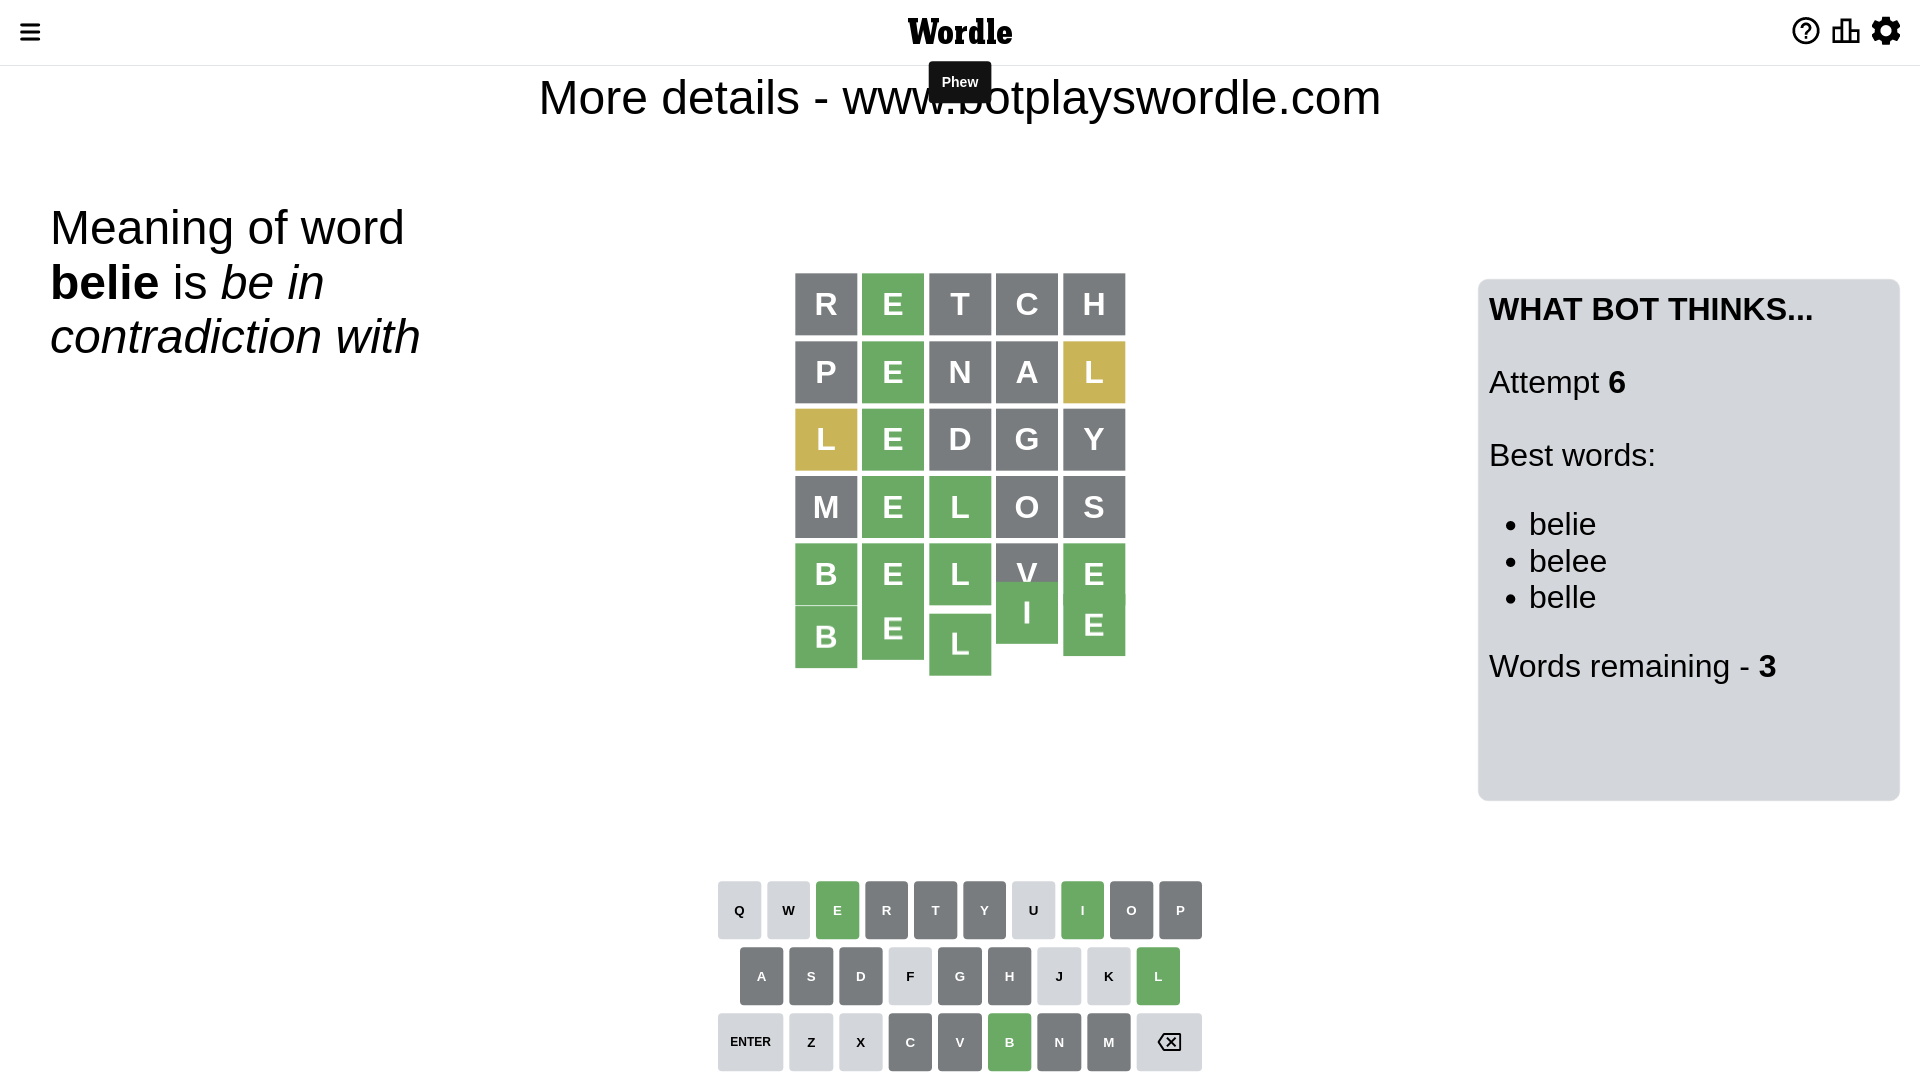 Wordle
Phew
More details - www.botplayswordle.com
Meaning of word
belie is be in
contradiction with
R E T C H
P E N A L
L E D G Y
M E L O S
B E L V E
B E L I E
WHAT BOT THINKS...
Attempt 6
Best words:
• belie
• belee
• belle
Words remaining - 3
Q W E R T Y U I O P
A S D F G H J K L
ENTER Z X C V B N M